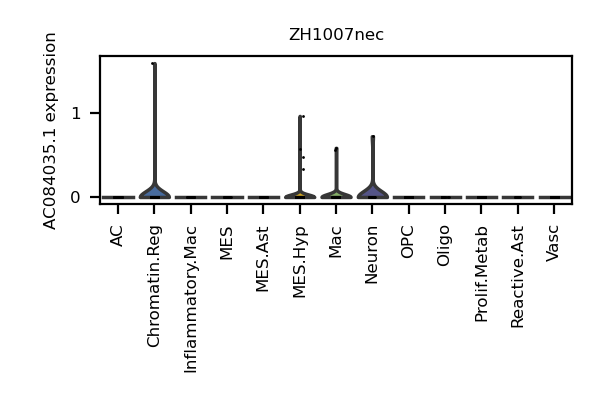 ZH1007nec
AC084035.1 expression
1
0
AC
Chromatin.Reg
Inflammatory.Mac
MES
MES.Ast
MES.Hyp
Mac
Neuron
OPC
Oligo
Prolif.Metab
Reactive.Ast
Vasc